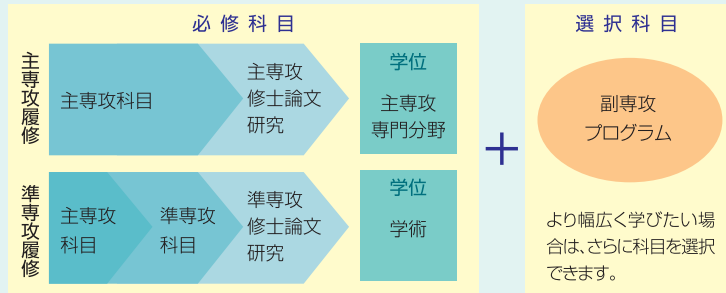 必修科目
主専攻履修
主専攻科目
主専攻
修士論文
研究
学位
主専攻
専門分野
準専攻履修
主専攻
科目
準専攻
科目
準専攻
修士論文
研究
学位
学術
＋
選択科目
副専攻
プログラム
より幅広く学びたい場
合は、さらに科目を選択
できます。